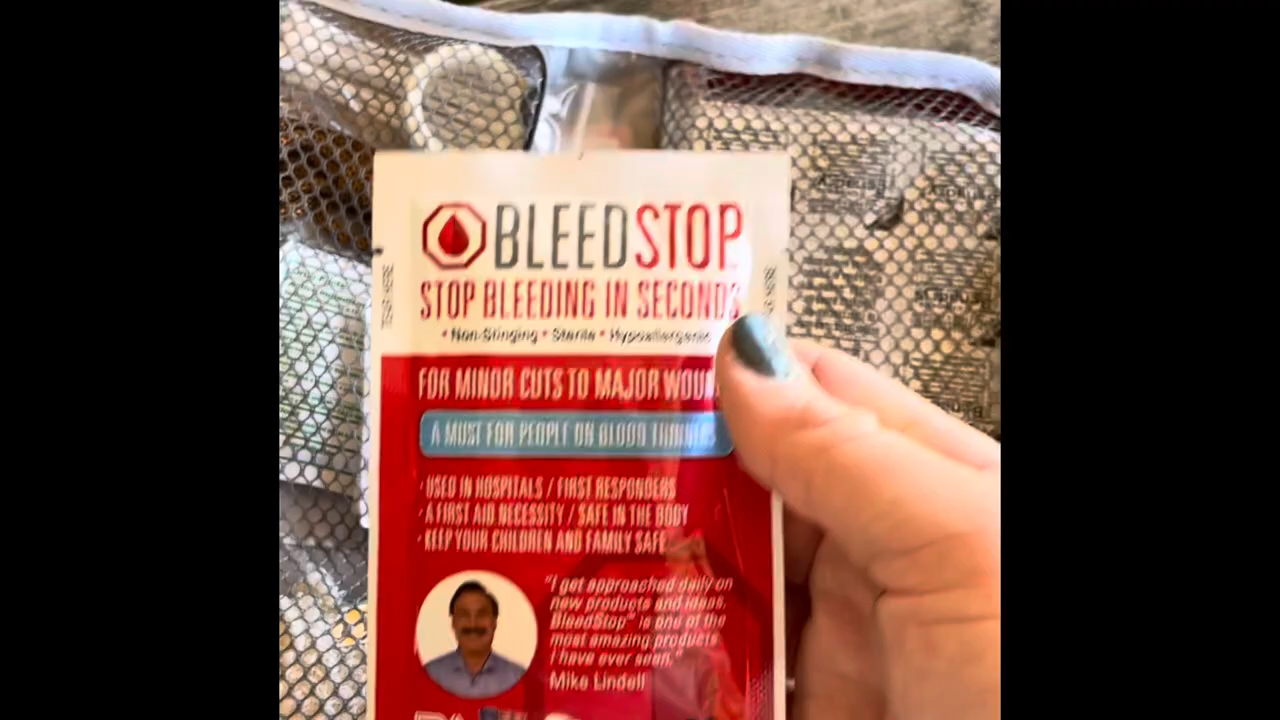 BLEEDSTOP
STOP BLEEDING IN SECONDS
• Non-Stinging • Sterile • Hypoallergenic
FOR MINOR CUTS TO MAJOR
A MUST FOR PEOPLE ON BLOOD THINNERS
· USED IN HOSPITALS / FIRST RESPONDERS
· A FIRST AID NECESSITY / SAFE IN THE BODY
· KEEP YOUR CHILDREN AND FAMILY SAFE
"I get approached daily on
new products and ideas.
BleedStop™ is one of the
most amazing products
I have ever seen."
Mike Lindell